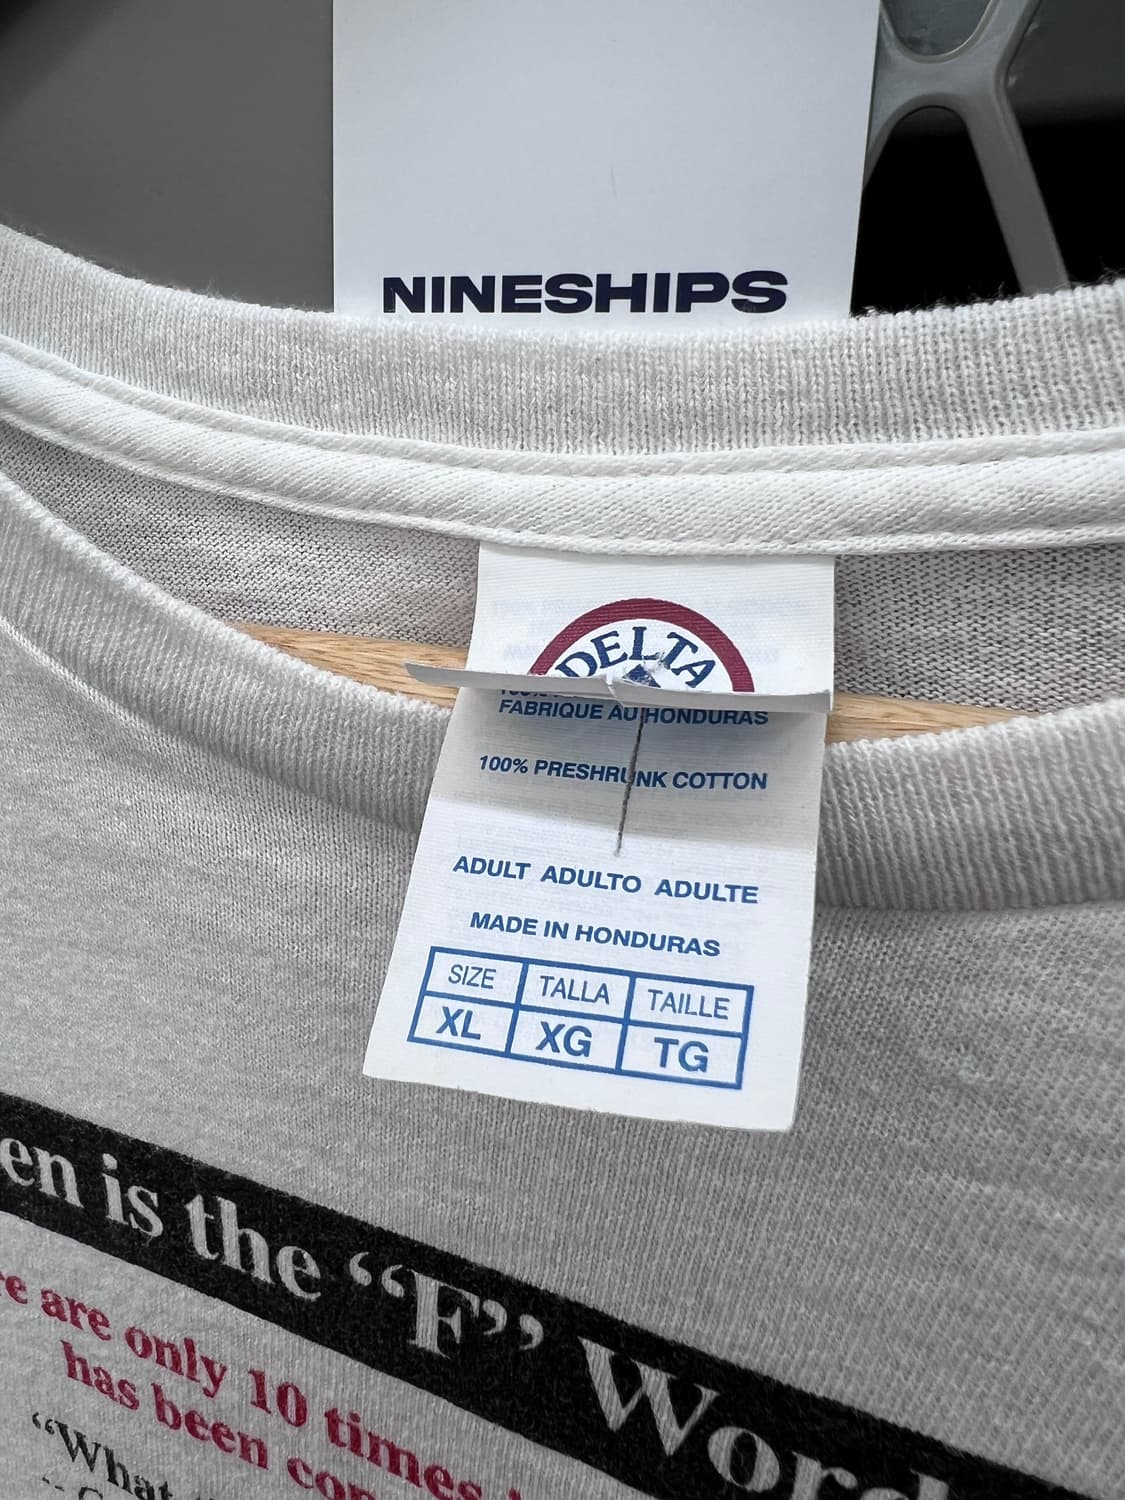 NINESHIPS
DELTA
FABRIQUE AU HONDURAS
100% PRESHRUNK COTTON
ADULT ADULTO ADULTE
MADE IN HONDURAS
SIZE TALLA TAILLE
XL XG TG
en is the “F” Word
are only 10 times
has been
“What